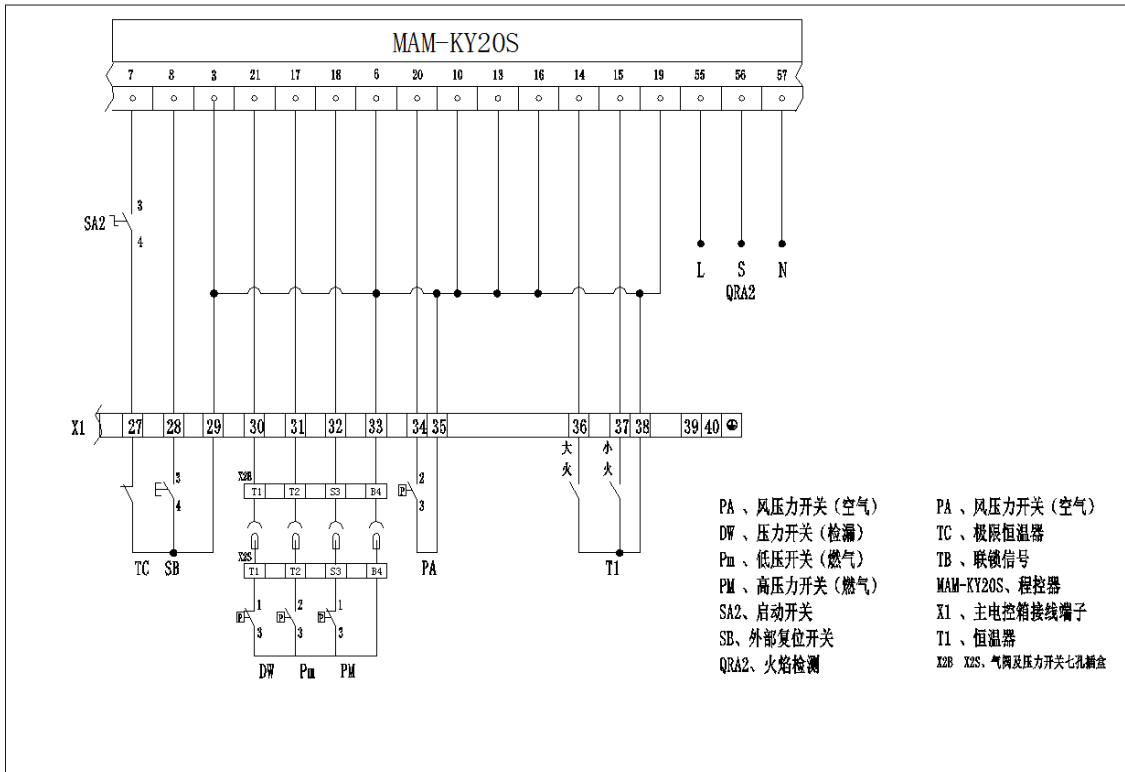 MAM-KY20S
7 8 3 21 17 18 6 20 10 13 16 14 15 19 55 56 57
3
SA2
4
L S N
QRA2
X1 27 28 29 30 31 32 33 34 35 36 37 38 39 40
大火 小火
X2B T1 T2 S3 B4
3 4
P 2 3
X2S T1 T2 S3 B4
TC SB PA T1
P 1 3 P 2 3 P 1 3
DW Pm PM
PA 、风压力开关(空气)
DW 、压力开关(检漏)
Pm 、低压开关(燃气)
PM 、高压力开关(燃气)
SA2、启动开关
SB、外部复位开关
QRA2、火焰检测
PA 、风压力开关(空气)
TC 、极限恒温器
TB 、联锁信号
MAM-KY20S、程控器
X1 、主电控箱接线端子
T1 、恒温器
X2B X2S、气阀及压力开关七孔插盒